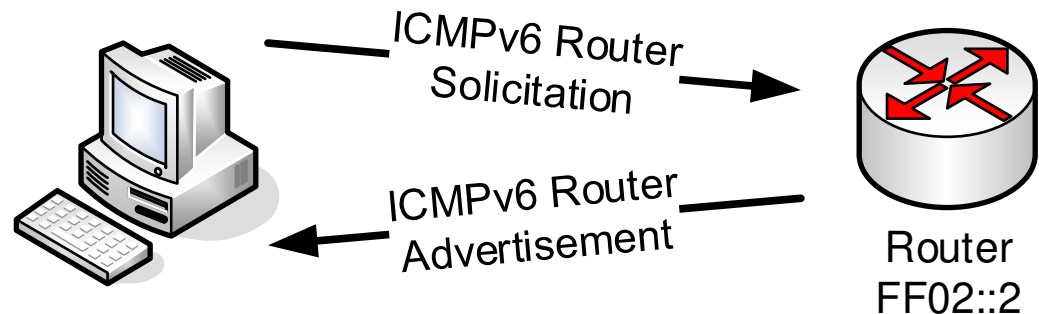 ICMPv6 Router
Solicitation
ICMPv6 Router
Advertisement
Router
FF02::2